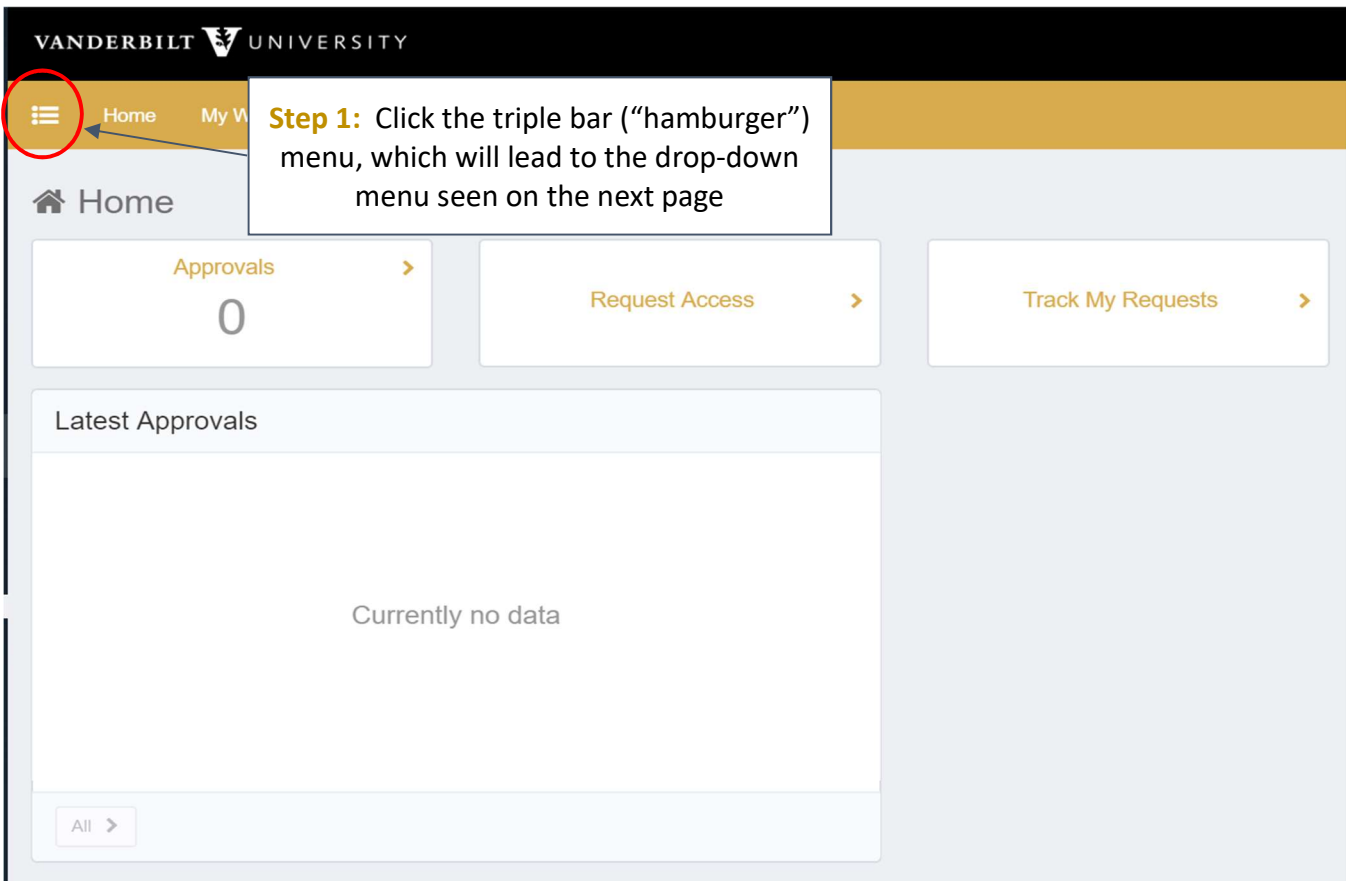 VANDERBILT UNIVERSITY
Home My W
Step 1: Click the triple bar (“hamburger”)
menu, which will lead to the drop-down
menu seen on the next page
Home
Approvals
0
Request Access
Track My Requests
Latest Approvals
Currently no data
All